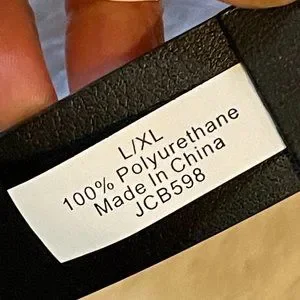 L/XL
100% Polyurethane
Made In China
JCB598